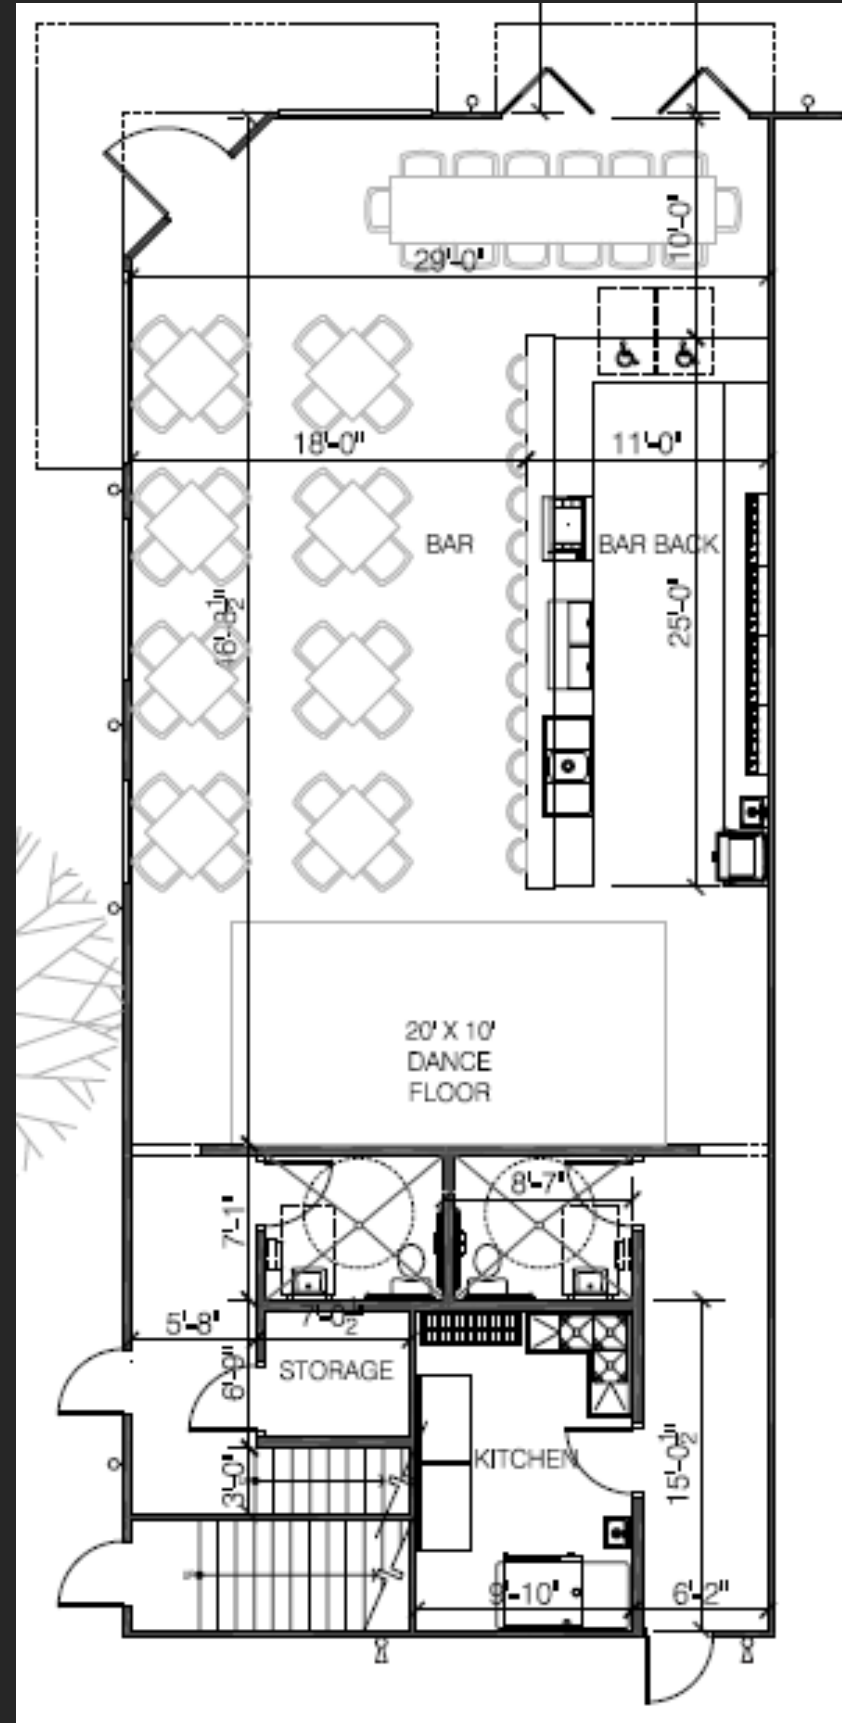 10'-0"
29'-0"
18'-0"
11'-0"
BAR
BAR BACK
46'-8½"
25'-0"
20' X 10'
DANCE
FLOOR
8'-7"
7'-1"
5'-8"
7'-0½"
6'-9"
STORAGE
KITCHEN
3'-0"
15'-0½"
9'-10"
6'-2"